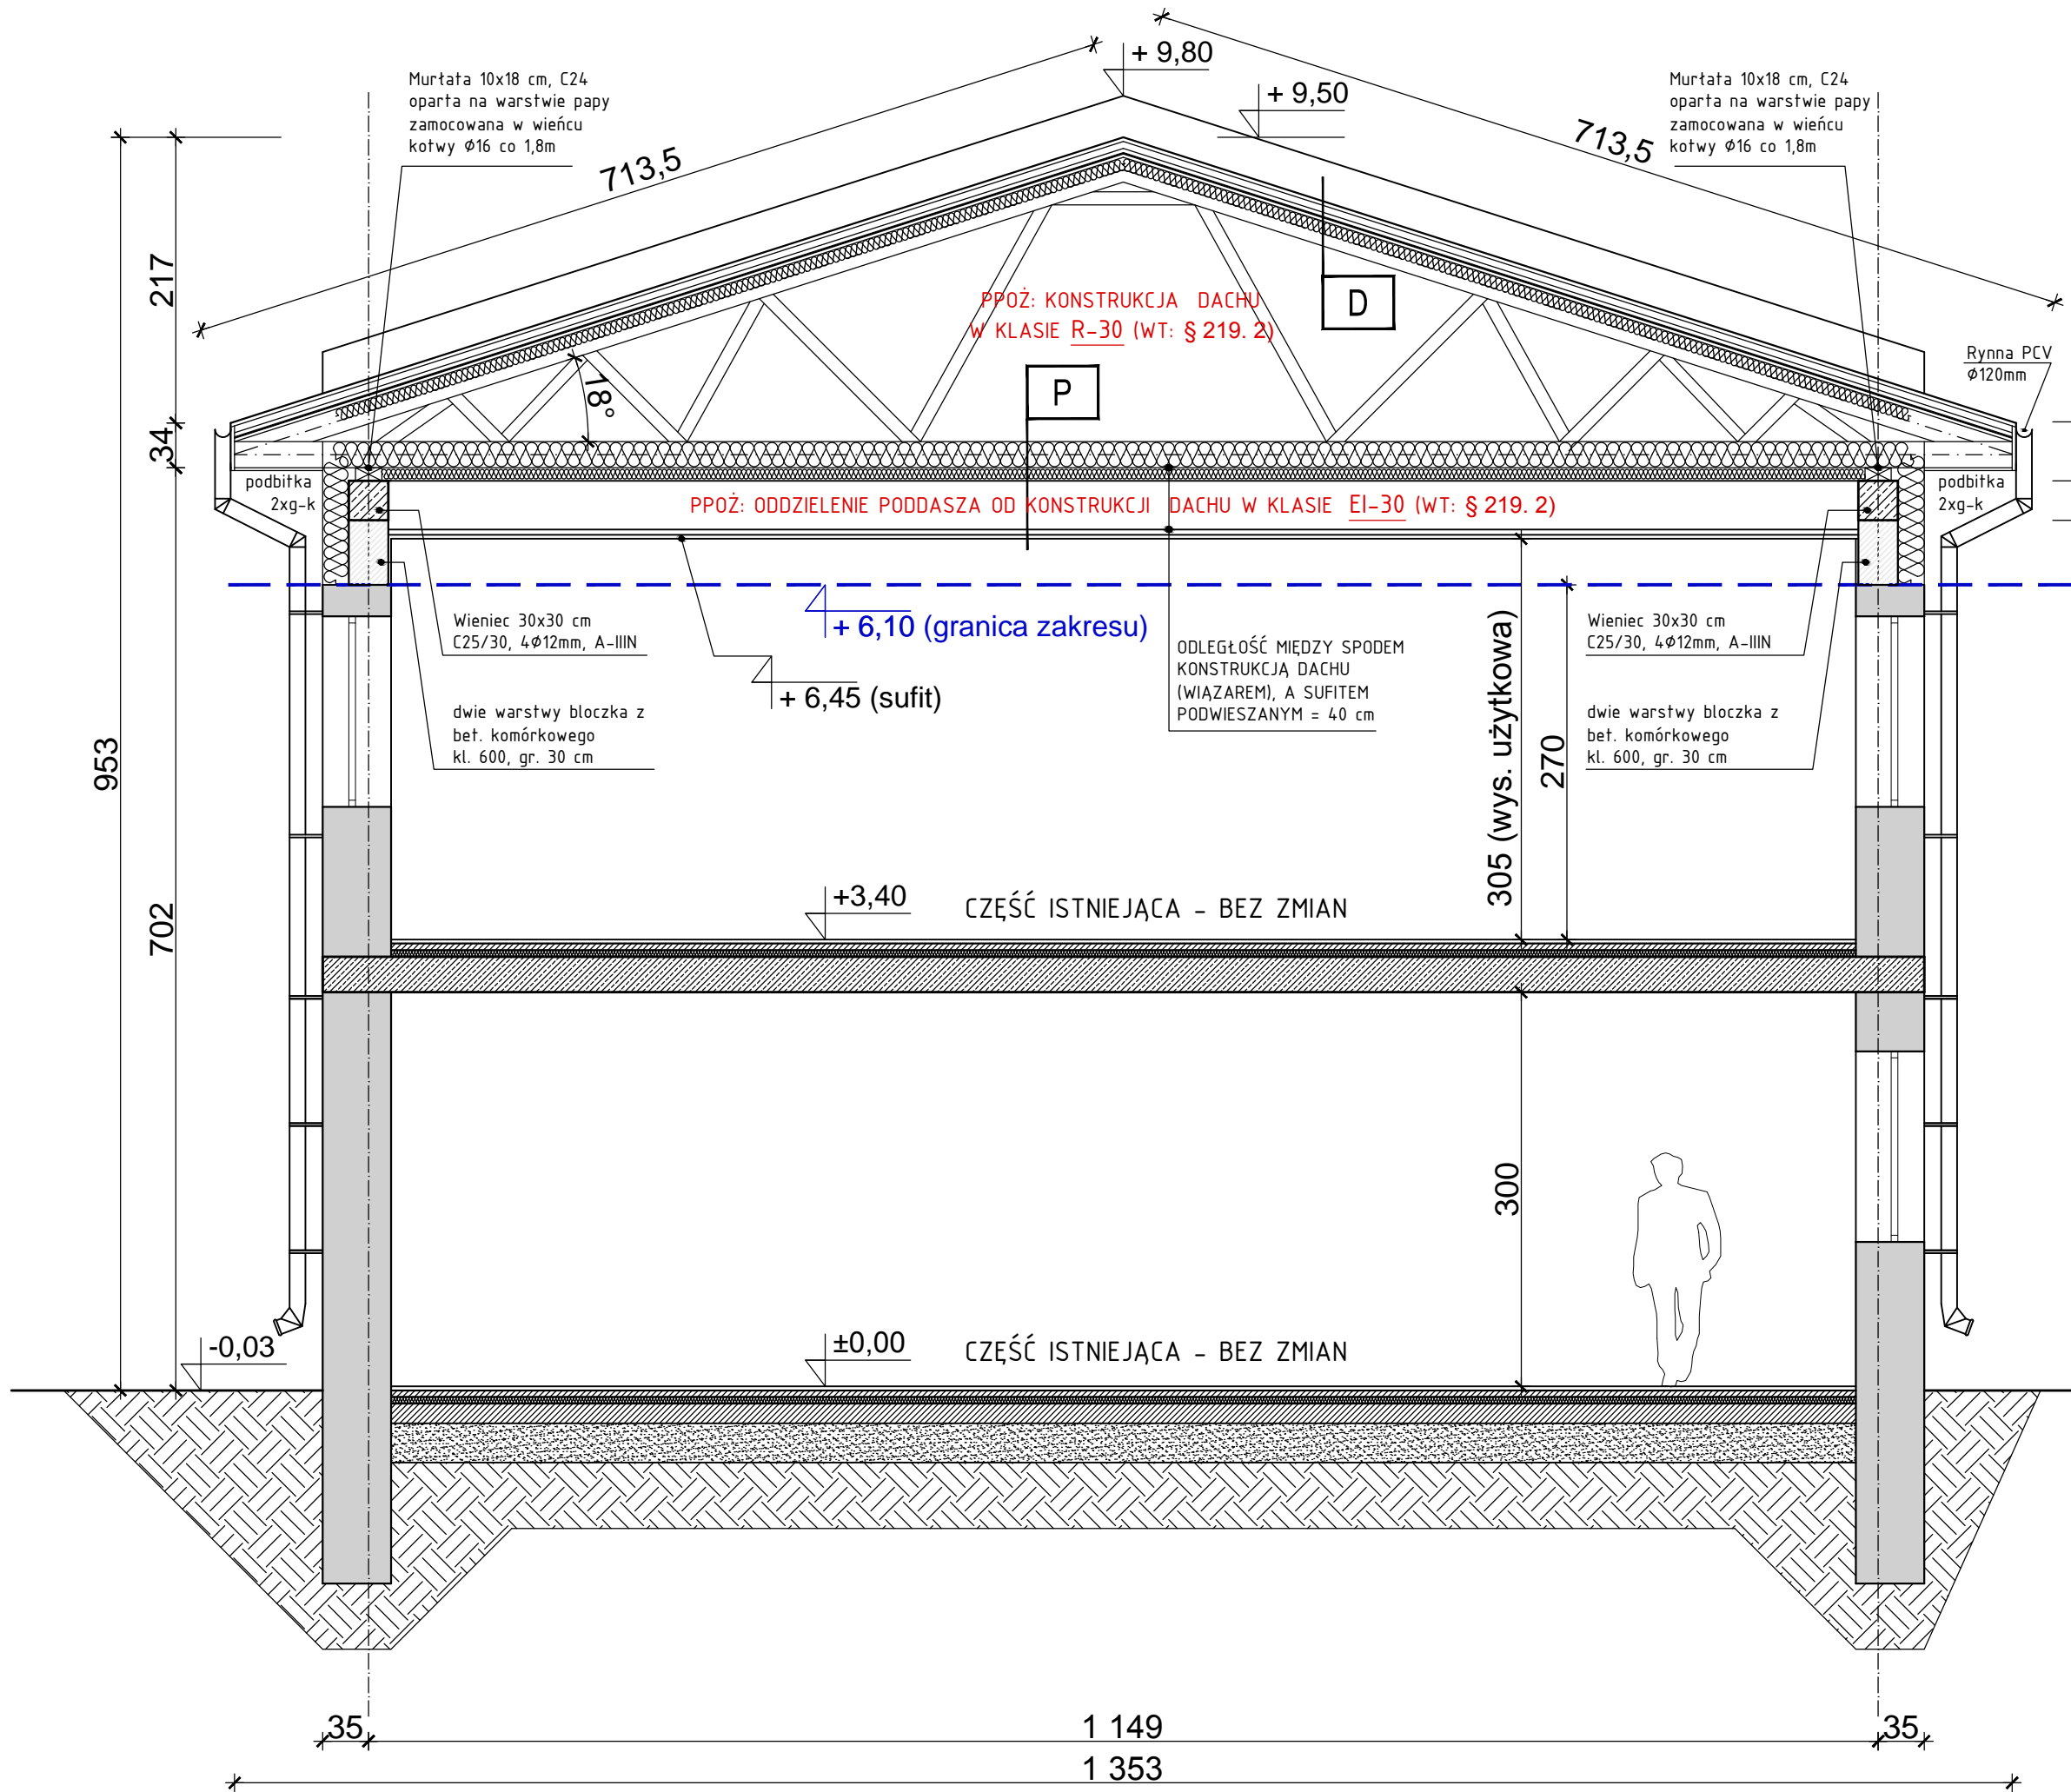 + 9,80
+ 9,50
Murłata 10x18 cm, C24
oparta na warstwie papy
zamocowana w wieńcu
kotwy Ø16 co 1,8m
Murłata 10x18 cm, C24
oparta na warstwie papy
zamocowana w wieńcu
kotwy Ø16 co 1,8m
713,5
713,5
217
34
953
702
PPOŻ: KONSTRUKCJA DACHU
W KLASIE R-30 (WT: § 219. 2)
D
P
18°
Rynna PCV
Ø120mm
podbitka
2xg-k
podbitka
2xg-k
PPOŻ: ODDZIELENIE PODDASZA OD KONSTRUKCJI DACHU W KLASIE EI-30 (WT: § 219. 2)
+ 6,10 (granica zakresu)
Wieniec 30x30 cm
C25/30, 4Ø12mm, A-IIIN
Wieniec 30x30 cm
C25/30, 4Ø12mm, A-IIIN
+ 6,45 (sufit)
ODLEGŁOŚĆ MIĘDZY SPODEM
KONSTRUKCJĄ DACHU
(WIĄZAREM), A SUFITEM
PODWIESZANYM = 40 cm
dwie warstwy bloczka z
bet. komórkowego
kl. 600, gr. 30 cm
dwie warstwy bloczka z
bet. komórkowego
kl. 600, gr. 30 cm
305 (wys. użytkowa)
270
+3,40
CZĘŚĆ ISTNIEJĄCA - BEZ ZMIAN
300
-0,03
±0,00
CZĘŚĆ ISTNIEJĄCA - BEZ ZMIAN
35
1 149
35
1 353